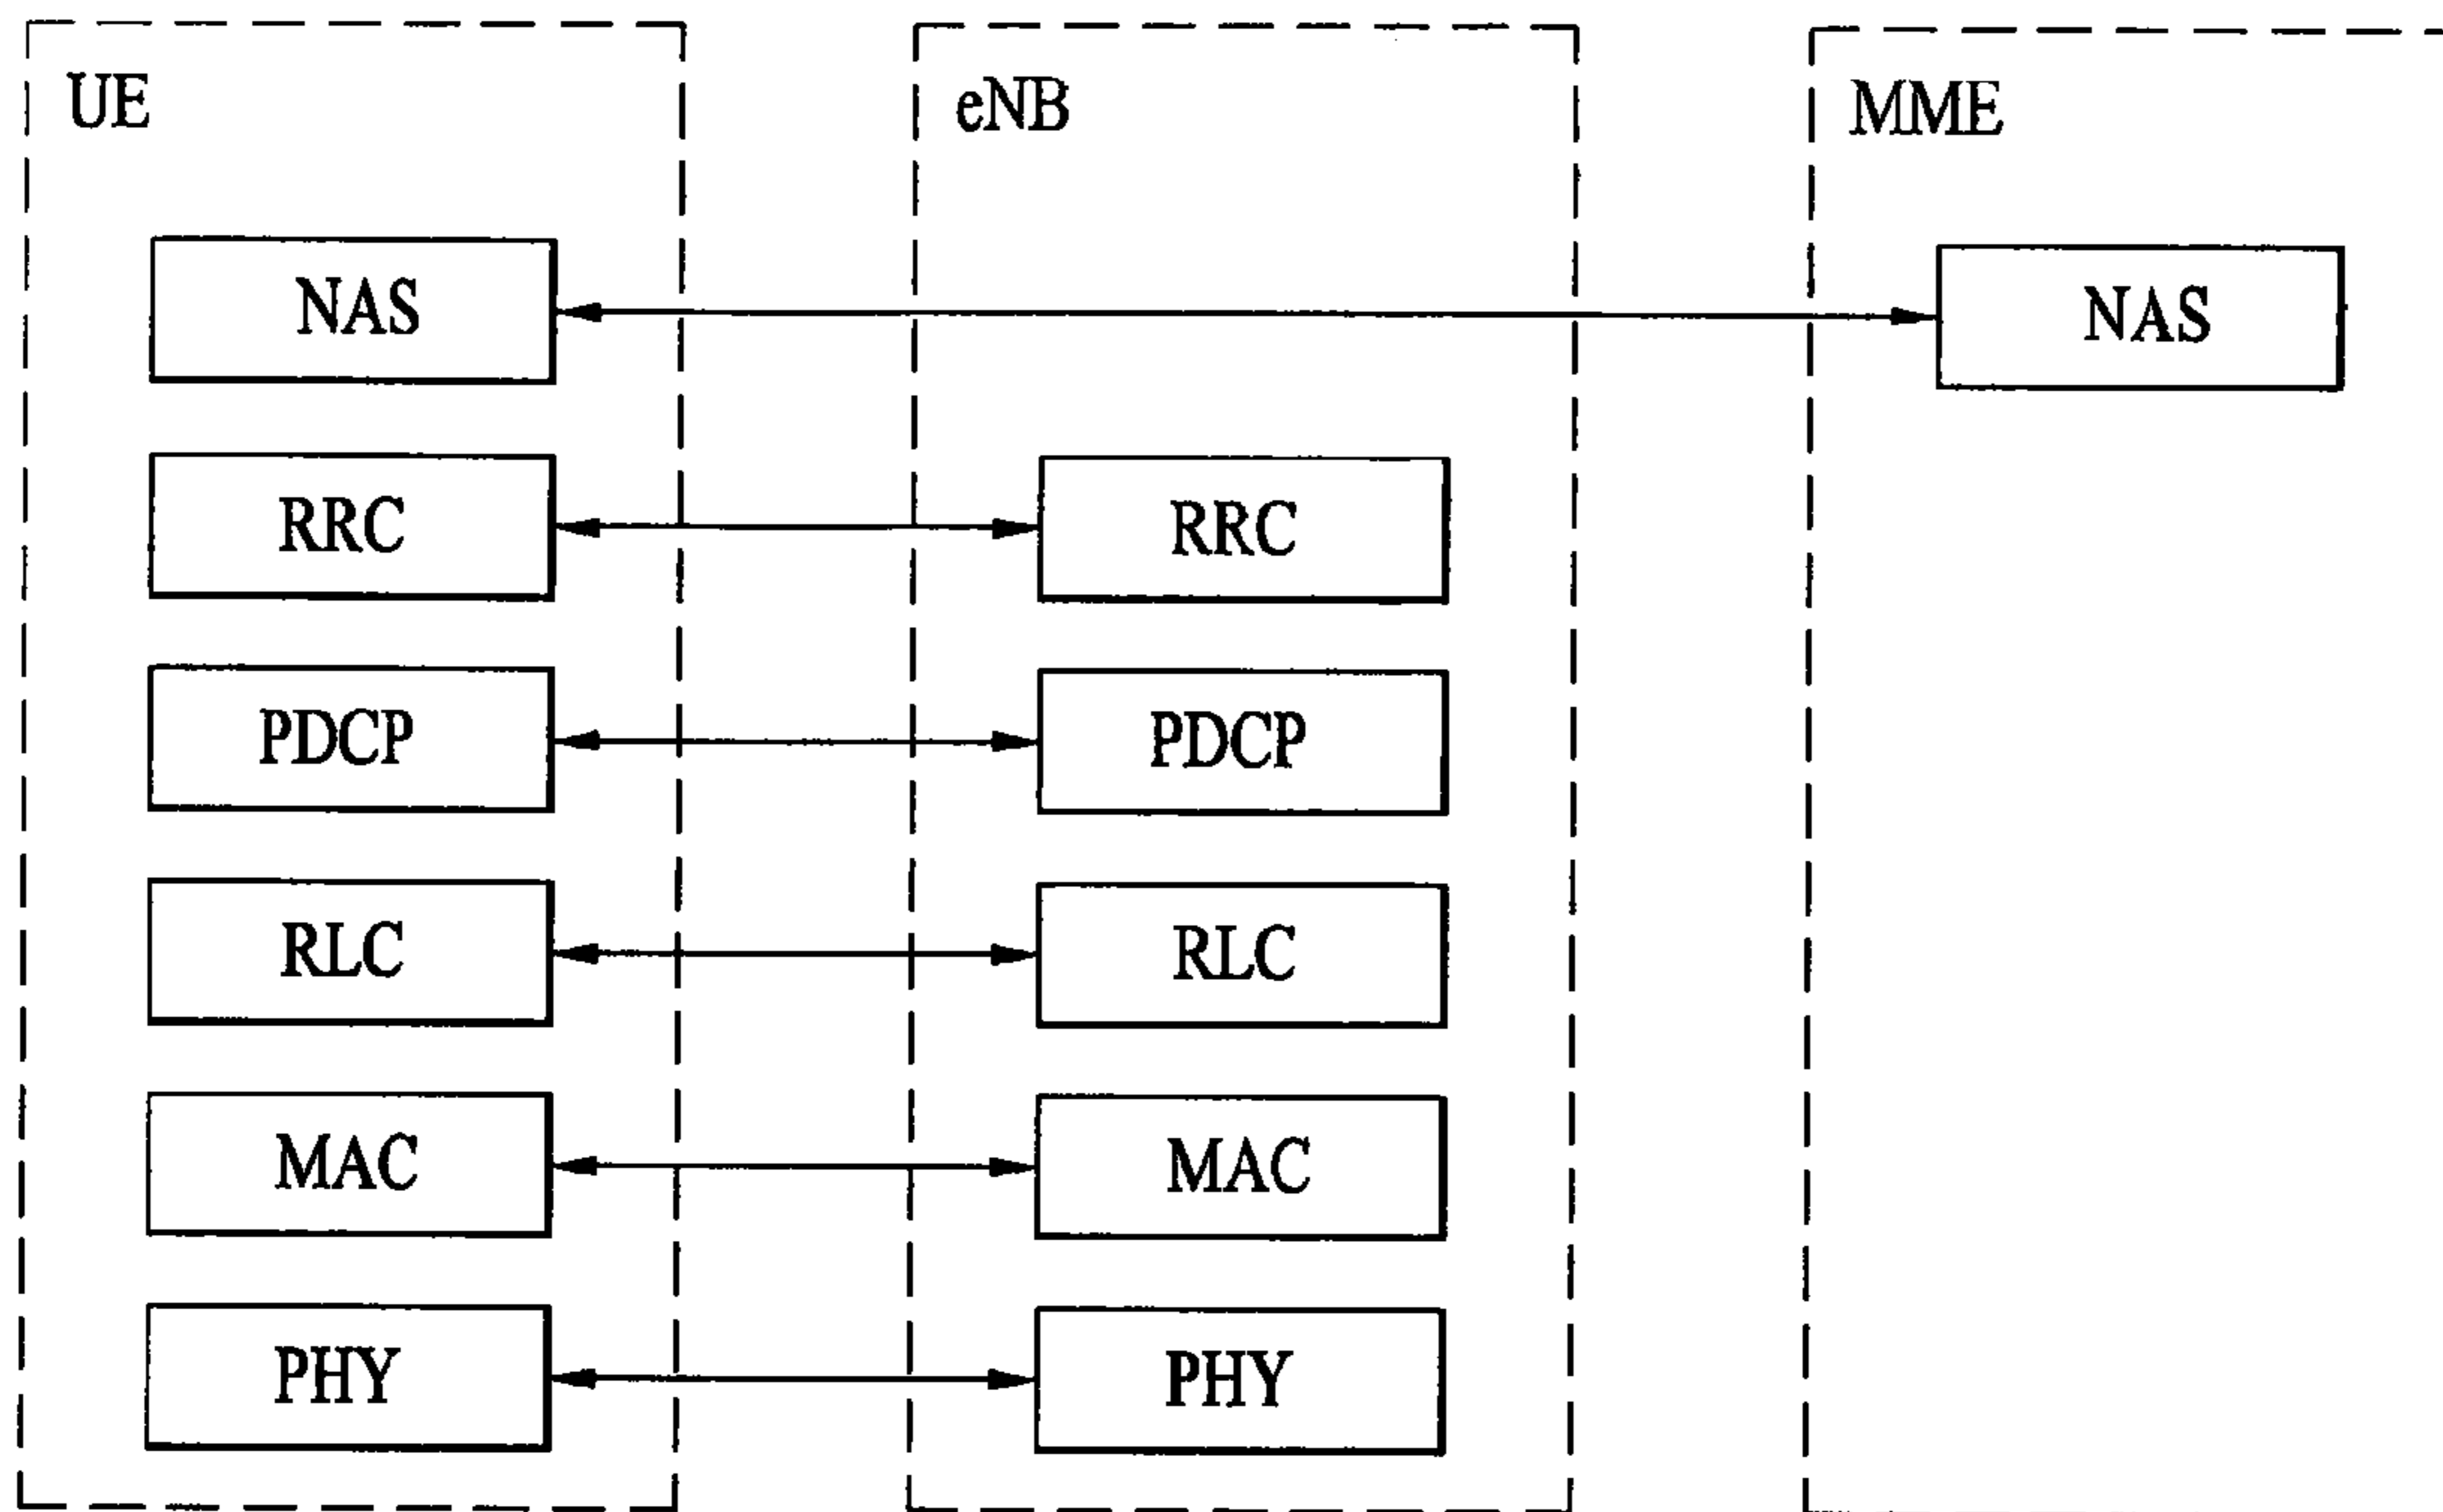 UE
eNB
MME
NAS
NAS
RRC
RRC
PDCP
PDCP
RLC
RLC
MAC
MAC
PHY
PHY